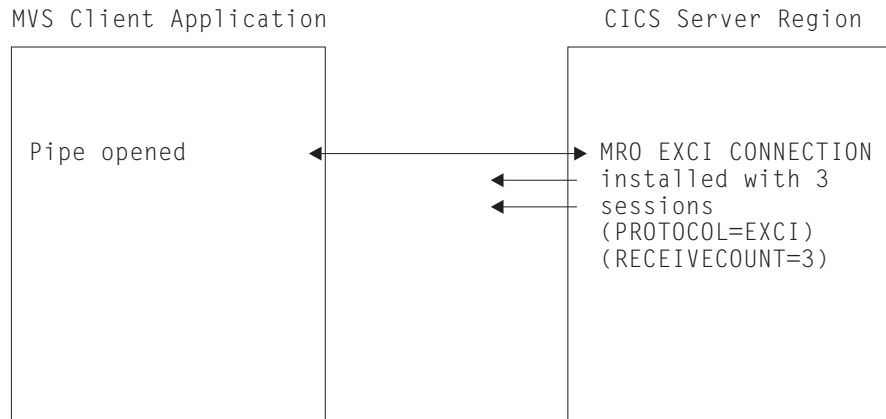 MVS Client Application
CICS Server Region
Pipe opened
MRO EXCI CONNECTION
installed with 3
sessions
(PROTOCOL=EXCI)
(RECEIVECOUNT=3)